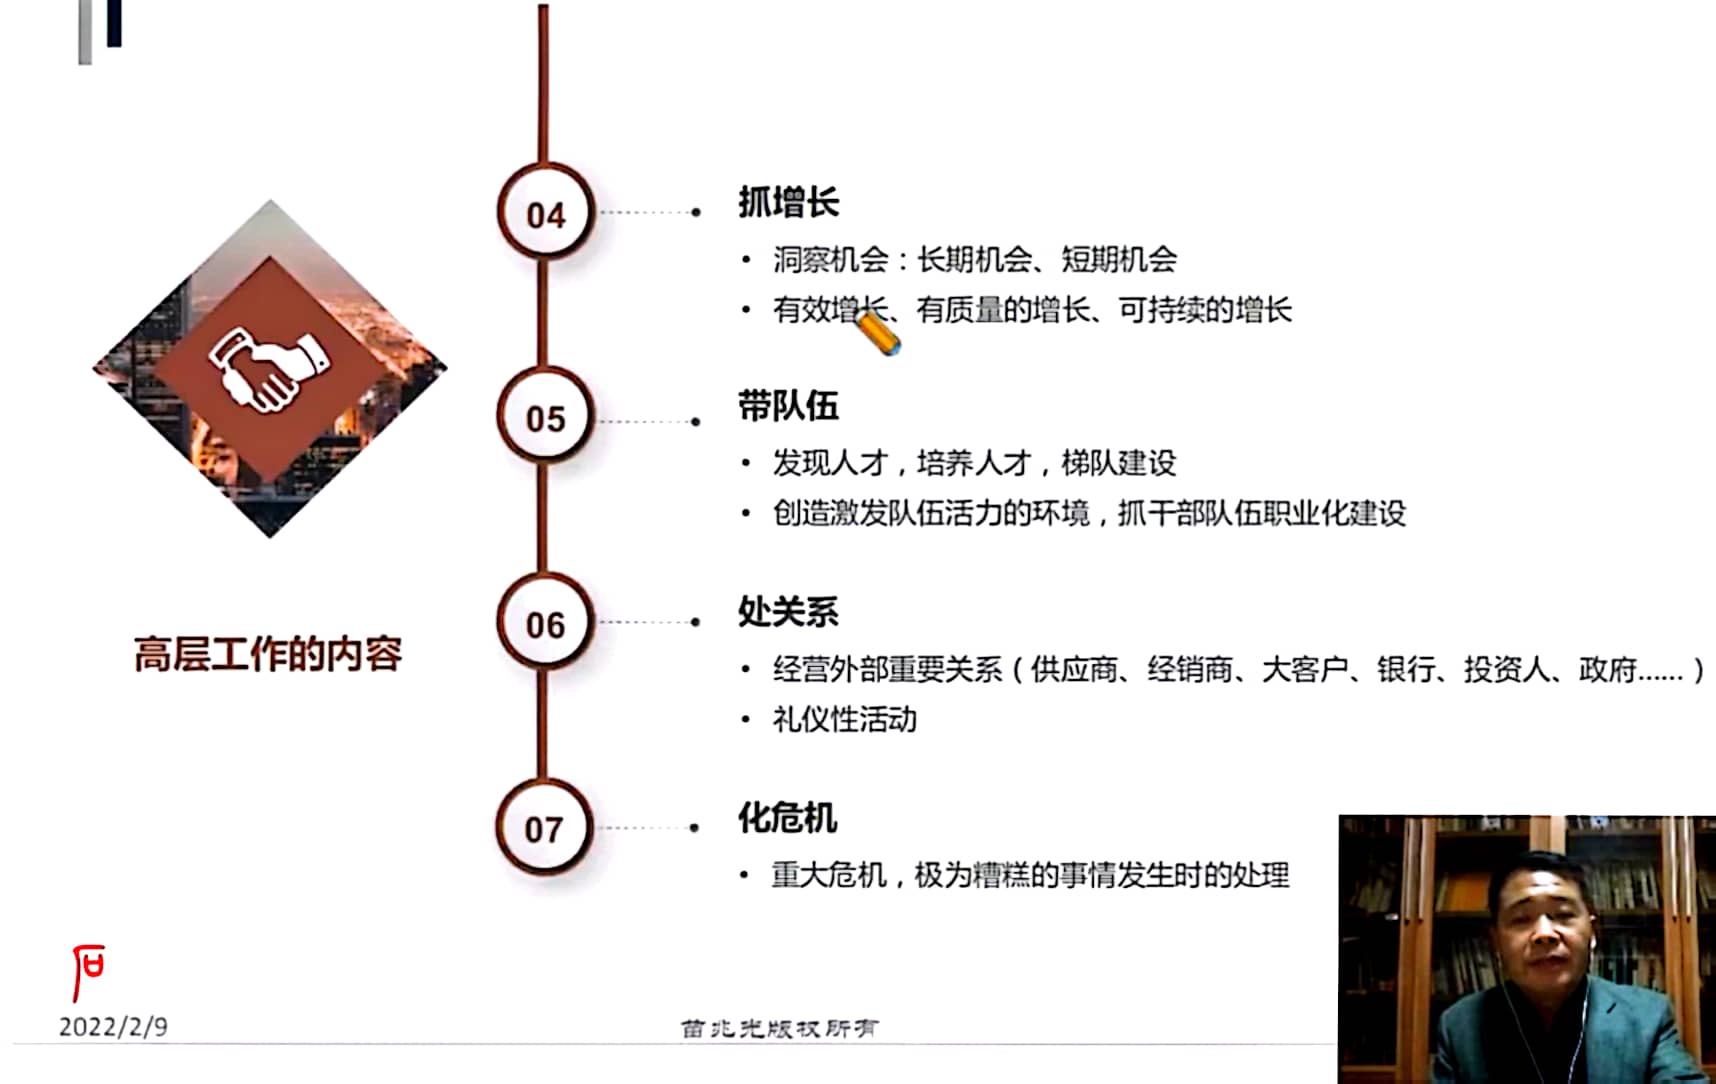 04
抓增长
• 洞察机会：长期机会、短期机会
• 有效增长、有质量的增长、可持续的增长
05
带队伍
• 发现人才，培养人才，梯队建设
• 创造激发队伍活力的环境，抓干部队伍职业化建设
高层工作的内容
06
处关系
• 经营外部重要关系（供应商、经销商、大客户、银行、投资人、政府......）
• 礼仪性活动
07
化危机
• 重大危机，极为糟糕的事情发生时的处理
2022/2/9
苗兆光版权所有